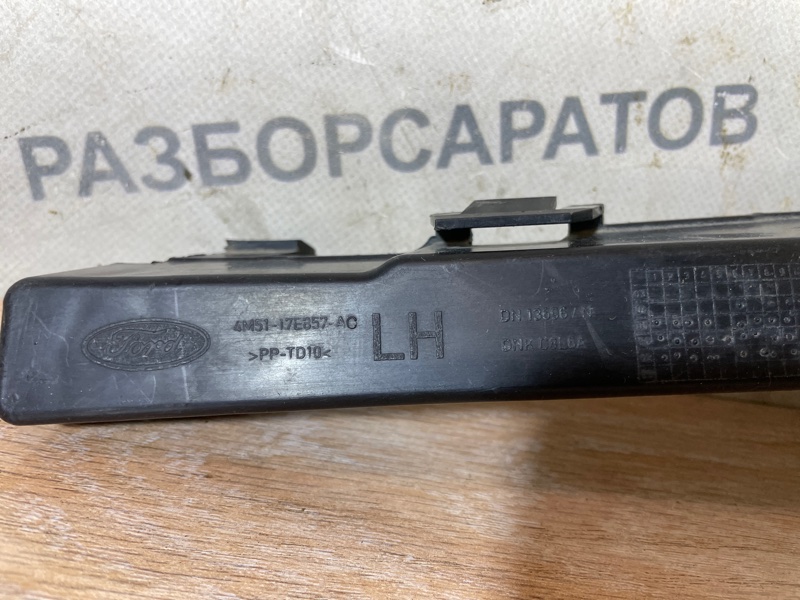 РАЗБОРСАРАТОВ
Ford
4M51-17E857-AC
>PP-TD10<
LH